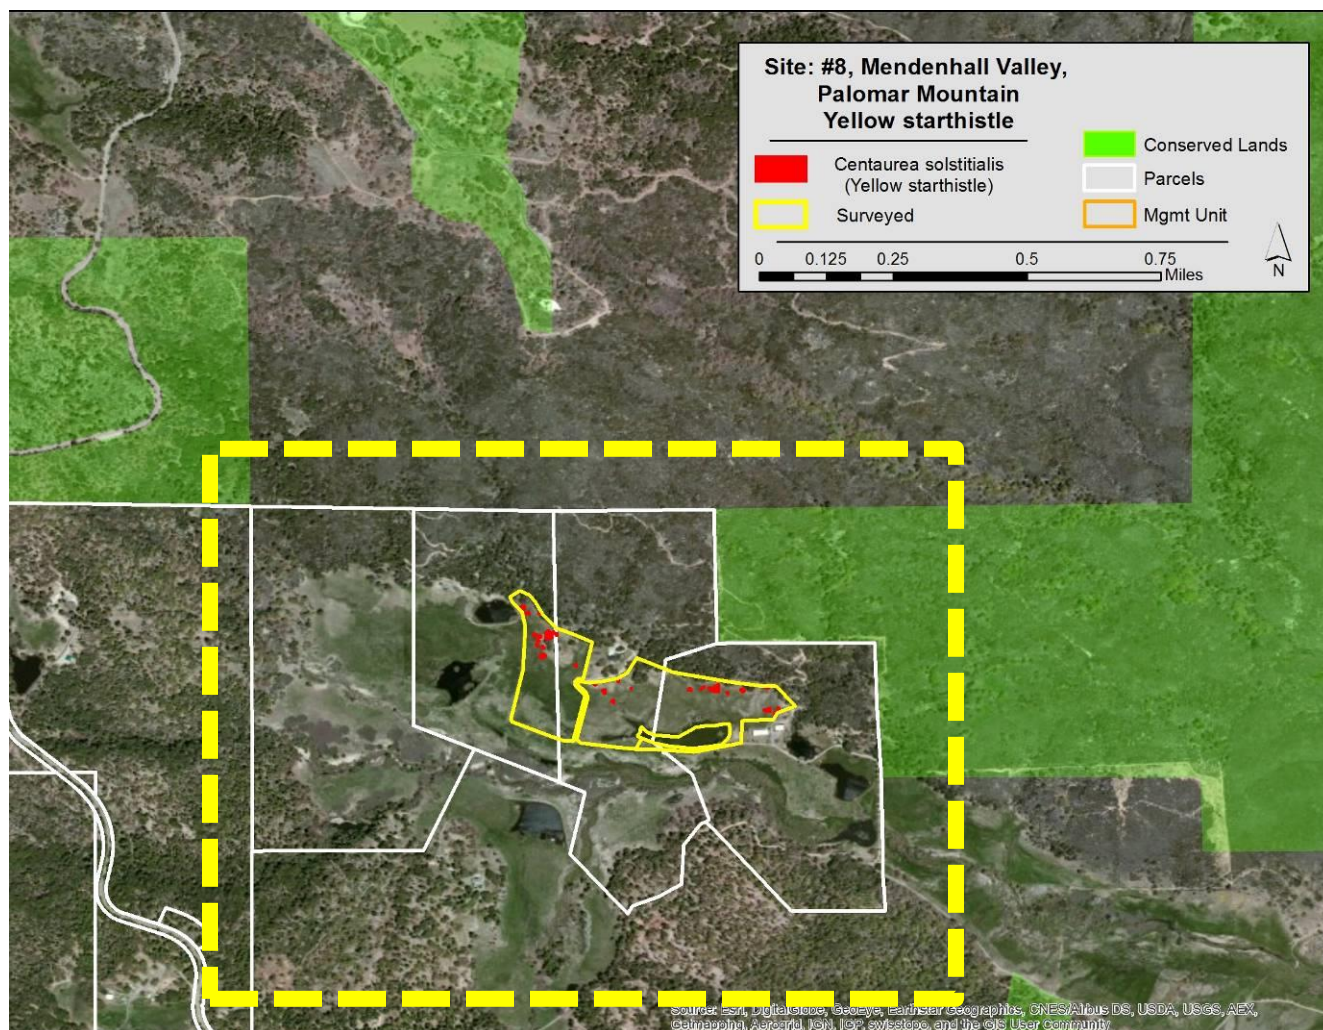 Site: #8, Mendenhall Valley,
Palomar Mountain
Yellow starthistle
Centaurea solstitialis
(Yellow starthistle)
Surveyed
Conserved Lands
Parcels
Mgmt Unit
0 0.125 0.25 0.5 0.75
Miles
N
Source: Esri, DigitalGlobe, GeoEye, Earthstar Geographics, CNES/Airbus DS, USDA, USGS, AEX,
Getmapping, Aerogrid, IGN, IGP, swisstopo, and the GIS User Community